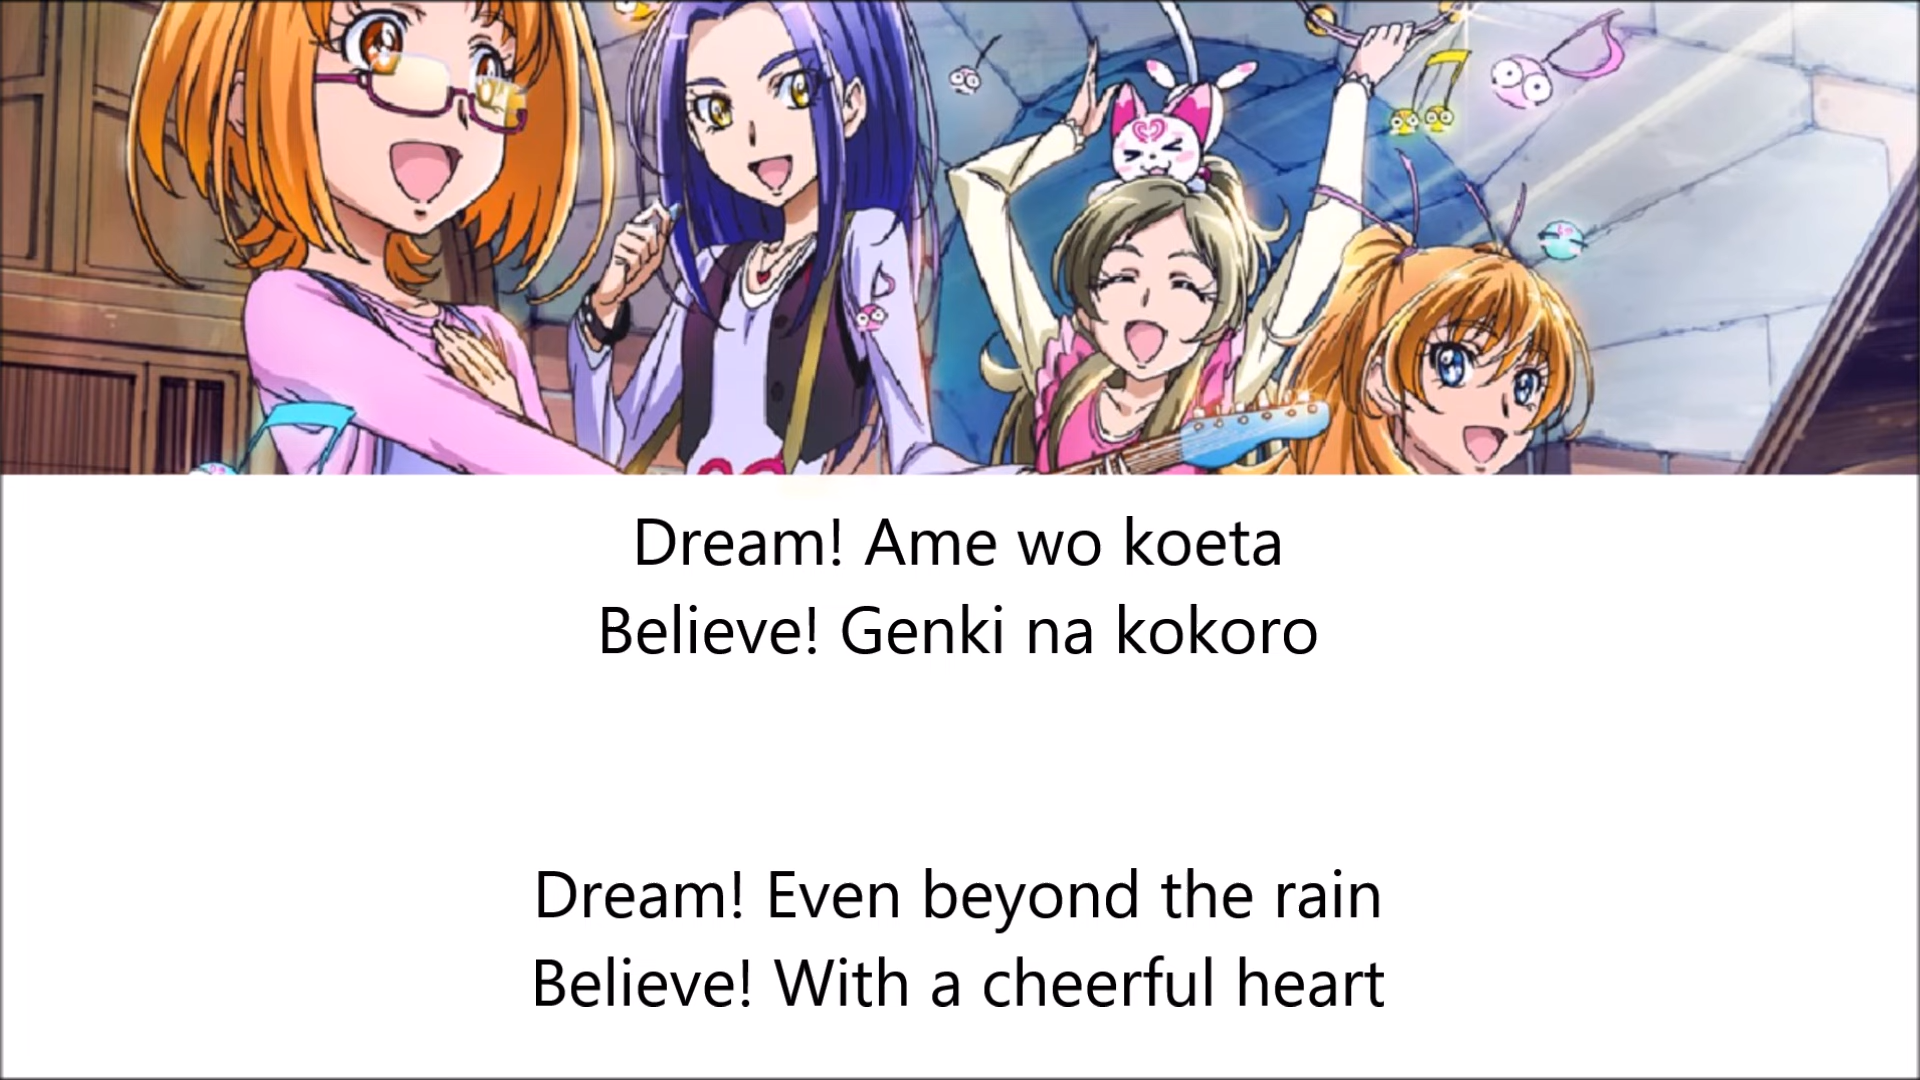 Dream! Ame wo koeta
Believe! Genki na kokoro
Dream! Even beyond the rain
Believe! With a cheerful heart